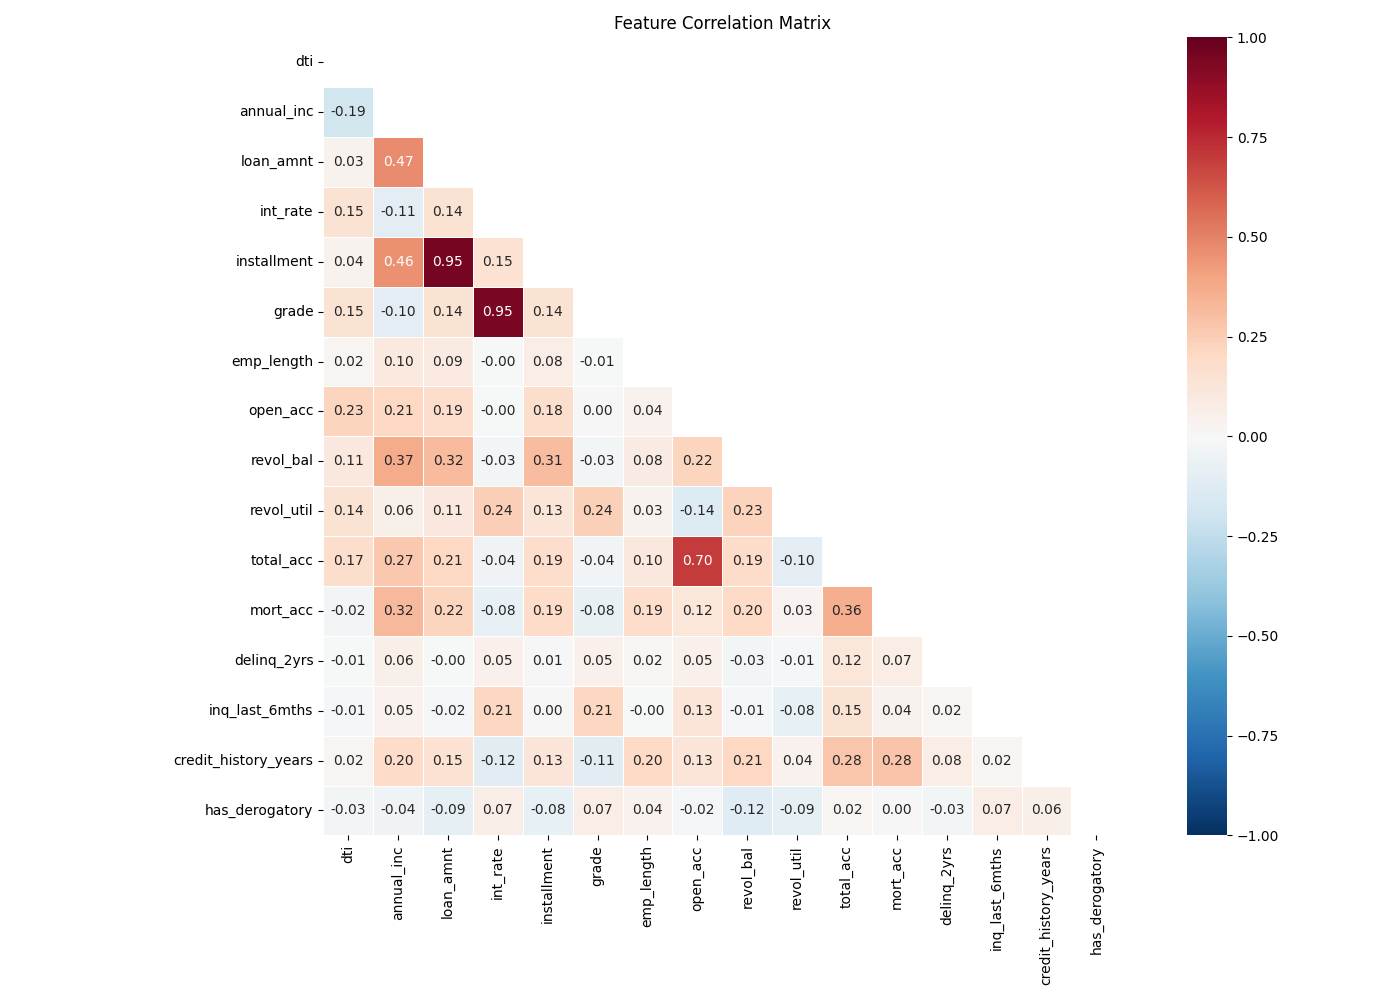 Feature Correlation Matrix
dti
annual_inc -0.19
loan_amnt 0.03 0.47
int_rate 0.15 -0.11 0.14
installment 0.04 0.46 0.95 0.15
grade 0.15 -0.10 0.14 0.95 0.14
emp_length 0.02 0.10 0.09 -0.00 0.08 -0.01
open_acc 0.23 0.21 0.19 -0.00 0.18 0.00 0.04
revol_bal 0.11 0.37 0.32 -0.03 0.31 -0.03 0.08 0.22
revol_util 0.14 0.06 0.11 0.24 0.13 0.24 0.03 -0.14 0.23
total_acc 0.17 0.27 0.21 -0.04 0.19 -0.04 0.10 0.70 0.19 -0.10
mort_acc -0.02 0.32 0.22 -0.08 0.19 -0.08 0.19 0.12 0.20 0.03 0.36
delinq_2yrs -0.01 0.06 -0.00 0.05 0.01 0.05 0.02 0.05 -0.03 -0.01 0.12 0.07
inq_last_6mths -0.01 0.05 -0.02 0.21 0.00 0.21 -0.00 0.13 -0.01 -0.08 0.15 0.04 0.02
credit_history_years 0.02 0.20 0.15 -0.12 0.13 -0.11 0.20 0.13 0.21 0.04 0.28 0.28 0.08 0.02
has_derogatory -0.03 -0.04 -0.09 0.07 -0.08 0.07 0.04 -0.02 -0.12 -0.09 0.02 0.00 -0.03 0.07 0.06
dti
annual_inc
loan_amnt
int_rate
installment
grade
emp_length
open_acc
revol_bal
revol_util
total_acc
mort_acc
delinq_2yrs
inq_last_6mths
credit_history_years
has_derogatory
1.00
0.75
0.50
0.25
0.00
−0.25
−0.50
−0.75
−1.00